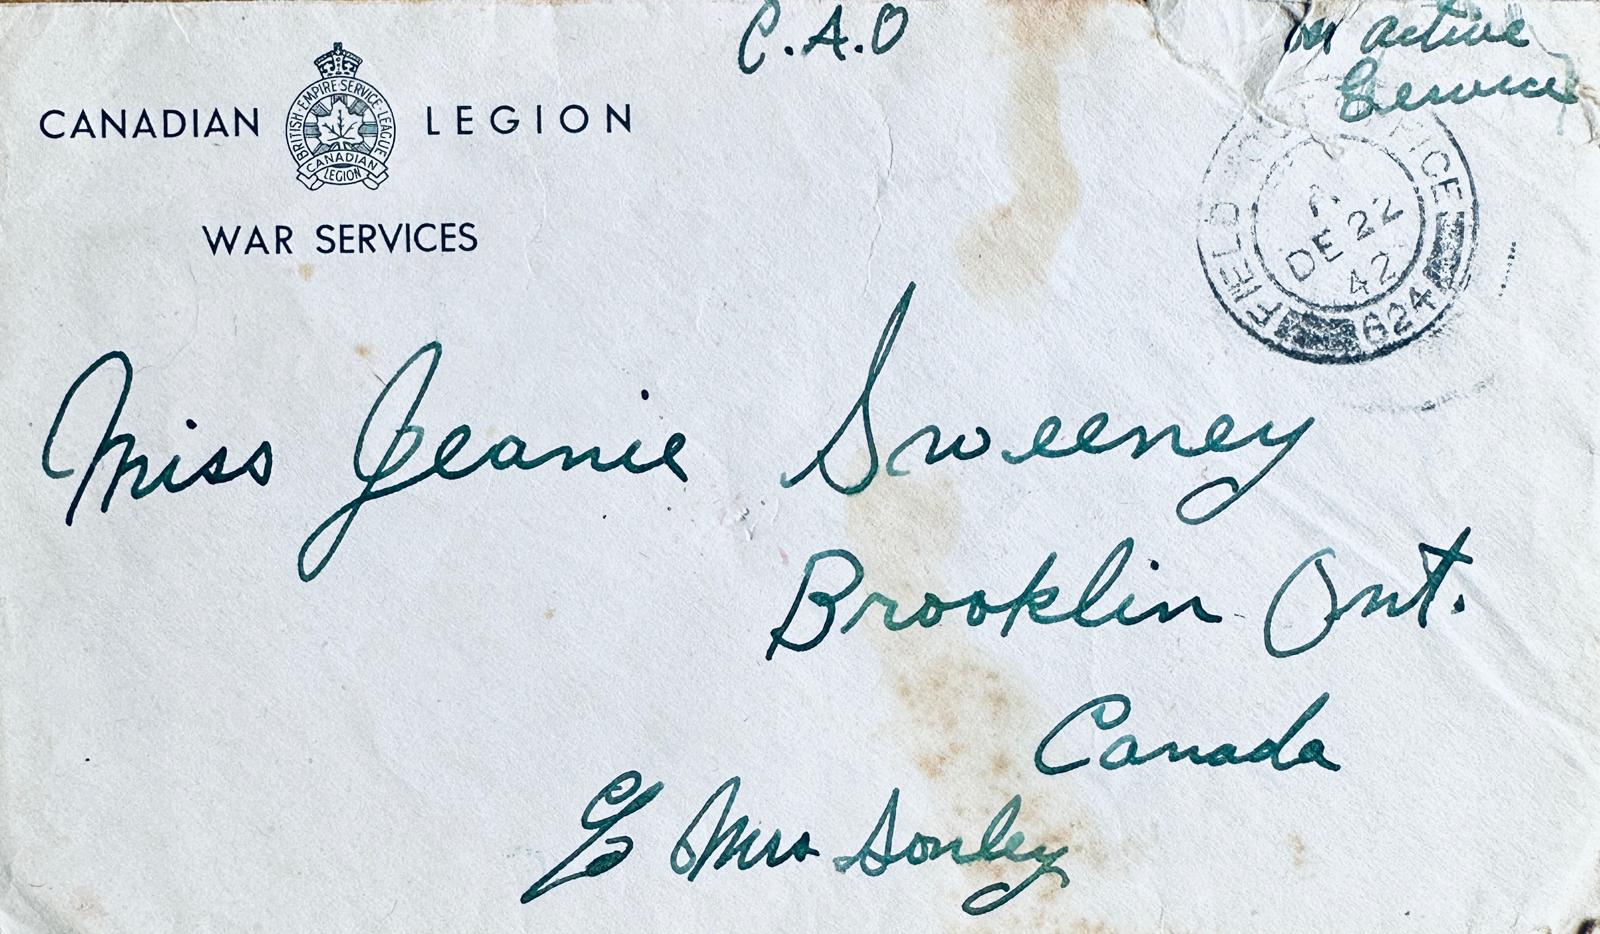 C.A.O
on active
Service
CANADIAN LEGION
BRITISH · EMPIRE · SERVICE · LEAGUE
CANADIAN
LEGION
WAR SERVICES
FIELD POST OFFICE
A
DE 22
42
624
Miss Jeanie Sweeney
Brooklin Ont.
Canada
C/o Mrs Sonley